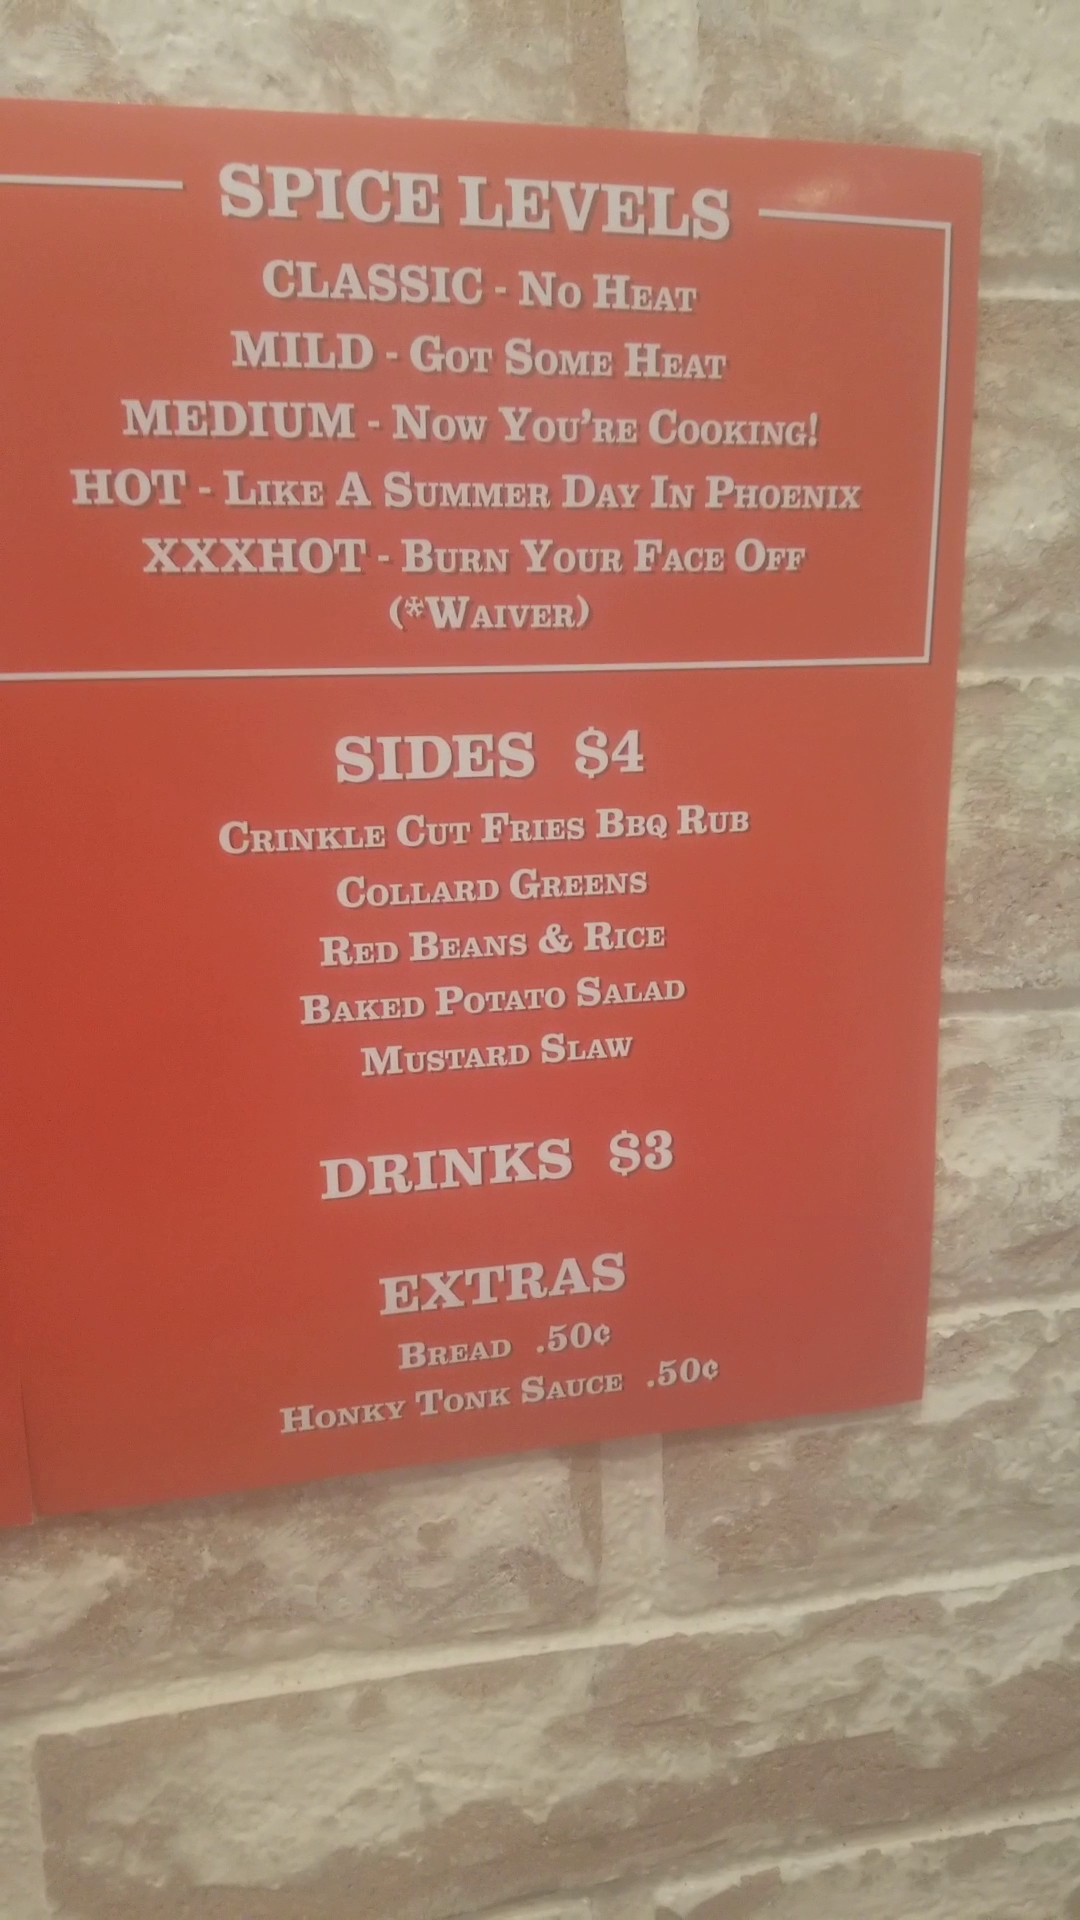 SPICE LEVELS
CLASSIC - NO HEAT
MILD - GOT SOME HEAT
MEDIUM - NOW YOU'RE COOKING!
HOT - LIKE A SUMMER DAY IN PHOENIX
XXXHOT - BURN YOUR FACE OFF
(*WAIVER)
SIDES $4
CRINKLE CUT FRIES BBQ RUB
COLLARD GREENS
RED BEANS & RICE
BAKED POTATO SALAD
MUSTARD SLAW
DRINKS $3
EXTRAS
BREAD .50¢
HONKY TONK SAUCE .50¢